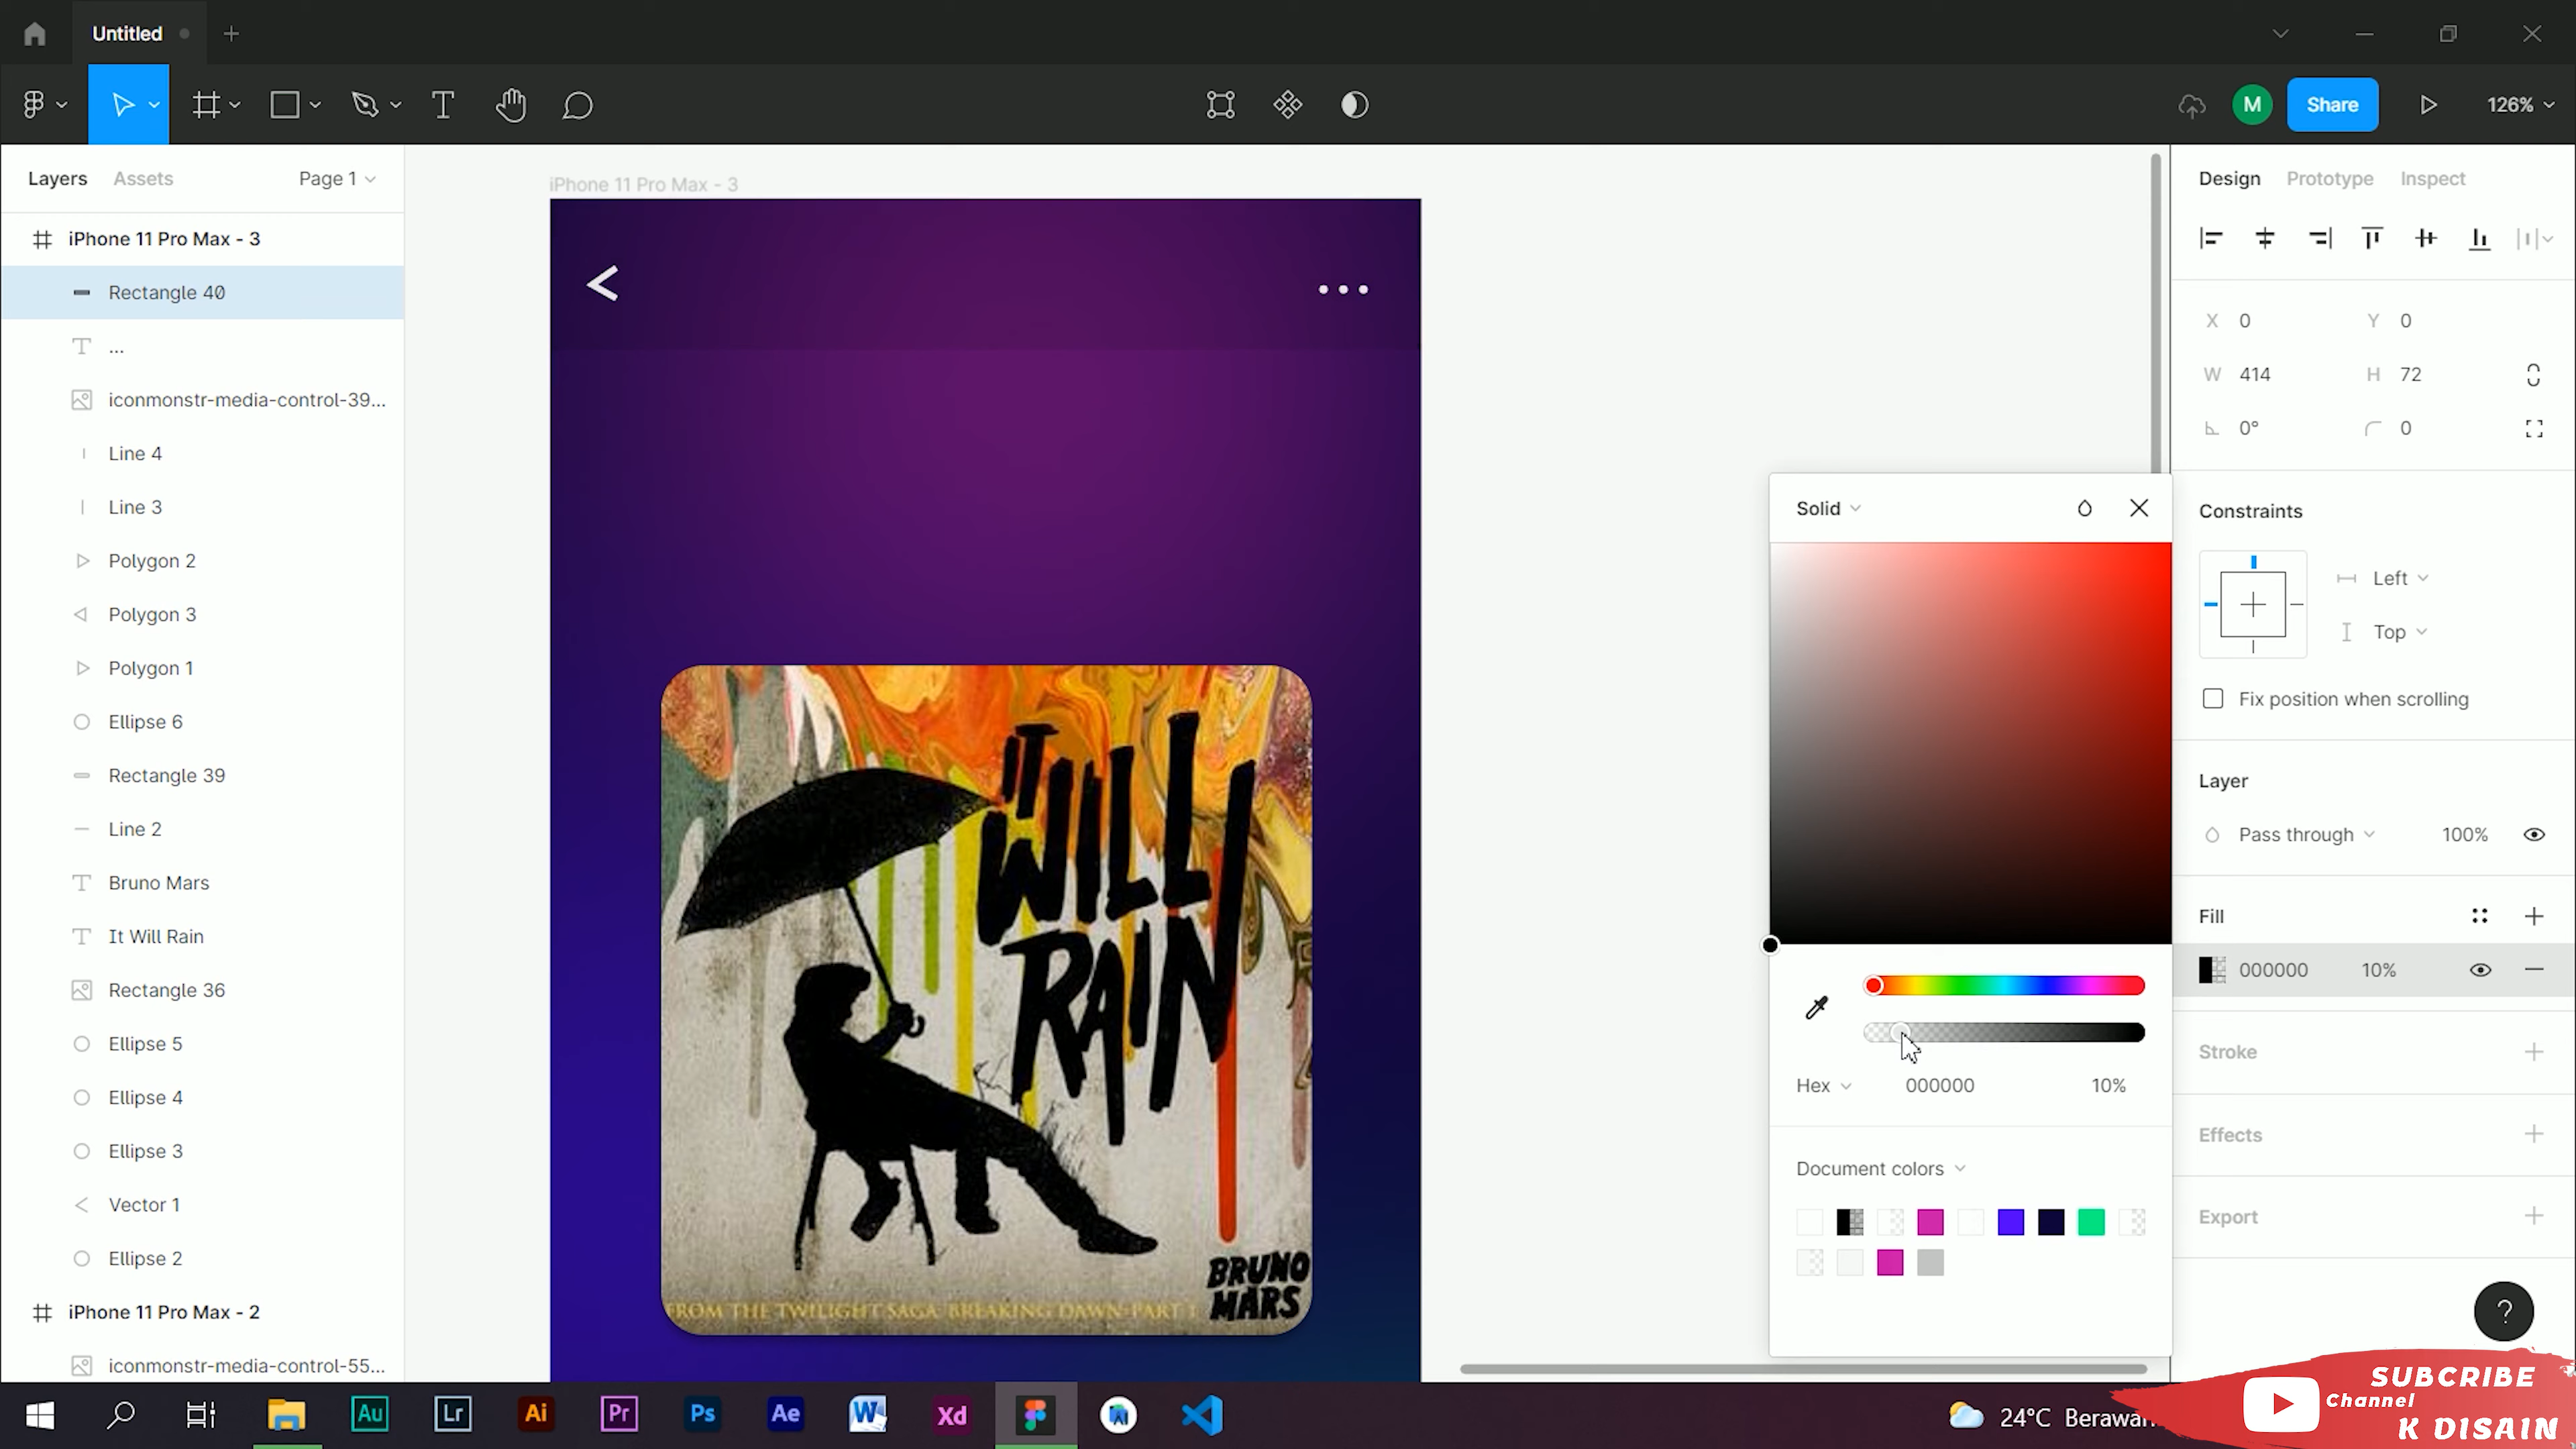 Untitled
M
Share
126%
Layers
Assets
Page 1
iPhone 11 Pro Max - 3
Rectangle 40
...
iconmonstr-media-control-39...
Line 4
Line 3
Polygon 2
Polygon 3
Polygon 1
Ellipse 6
Rectangle 39
Line 2
Bruno Mars
It Will Rain
Rectangle 36
Ellipse 5
Ellipse 4
Ellipse 3
Vector 1
Ellipse 2
iPhone 11 Pro Max - 2
iconmonstr-media-control-55...
iPhone 11 Pro Max - 3
IT
WILL
RAIN
BRUNO
MARS
FROM THE TWILIGHT SAGA BREAKING DAWN-PART 1
Solid
Hex
000000
10%
Document colors
Design
Prototype
Inspect
X 0
Y 0
W 414
H 72
0°
0
Constraints
Left
Top
Fix position when scrolling
Layer
Pass through
100%
Fill
000000
10%
Stroke
Effects
Export
?
Au
Lr
Ai
Pr
Ps
Ae
W
Xd
24°C Berawan
SUBSCRIBE
Channel
K DISAIN